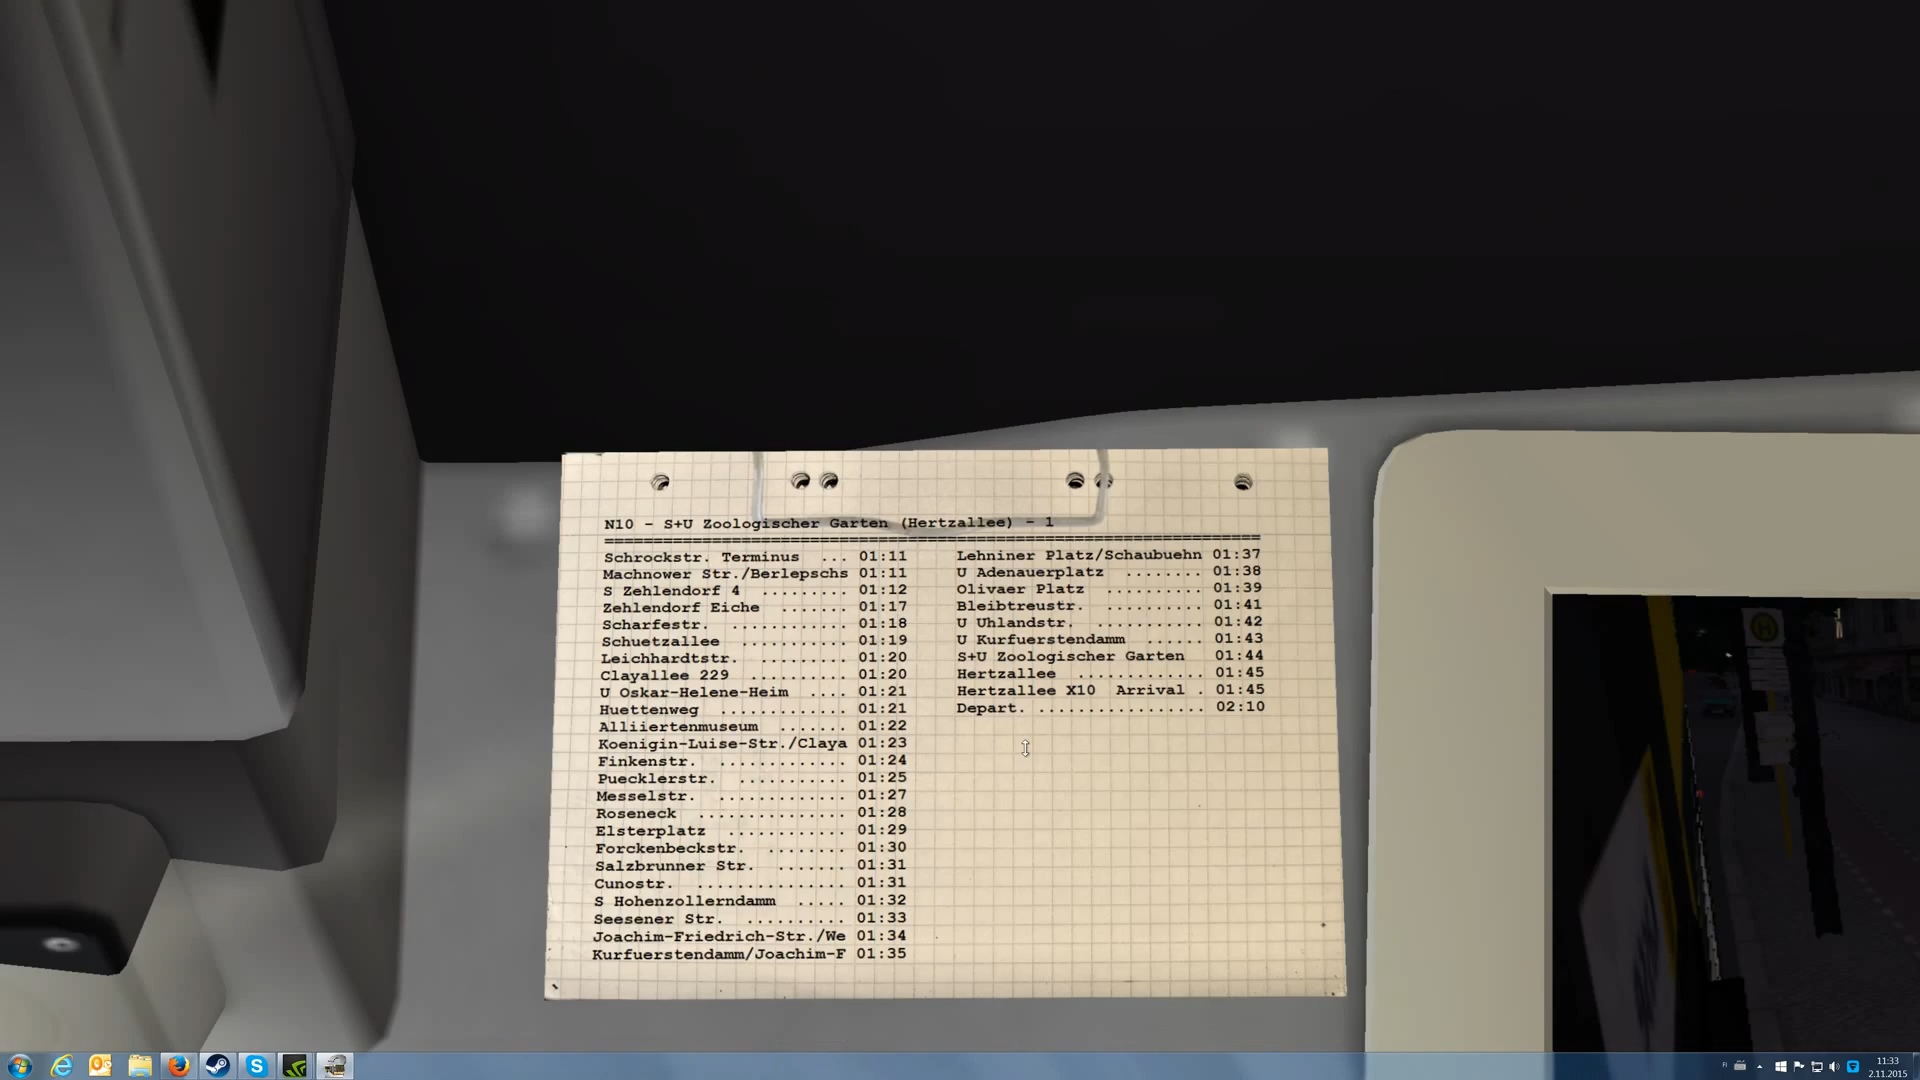 N10 - S+U Zoologischer Garten (Hertzallee) - 1
Schrockstr. Terminus ... 01:11
Machnower Str./Berlepschs 01:11
S Zehlendorf 4 ......... 01:12
Zehlendorf Eiche ....... 01:17
Scharfestr. ............ 01:18
Schuetzallee ........... 01:19
Leichhardtstr. ......... 01:20
Clayallee 229 .......... 01:20
U Oskar-Helene-Heim .... 01:21
Huettenweg ............. 01:21
Alliiertenmuseum ....... 01:22
Koenigin-Luise-Str./Claya 01:23
Finkenstr. ............. 01:24
Puecklerstr. ........... 01:25
Messelstr. ............. 01:27
Roseneck ............... 01:28
Elsterplatz ............ 01:29
Forckenbeckstr. ........ 01:30
Salzbrunner Str. ....... 01:31
Cunostr. ............... 01:31
S Hohenzollerndamm ..... 01:32
Seesener Str. .......... 01:33
Joachim-Friedrich-Str./We 01:34
Kurfuerstendamm/Joachim-F 01:35
Lehniner Platz/Schaubuehn 01:37
U Adenauerplatz ........ 01:38
Olivaer Platz .......... 01:39
Bleibtreustr. .......... 01:41
U Uhlandstr. ........... 01:42
U Kurfuerstendamm ...... 01:43
S+U Zoologischer Garten 01:44
Hertzallee ............. 01:45
Hertzallee X10 Arrival . 01:45
Depart. ................. 02:10
H
FI
11:33
2.11.2015